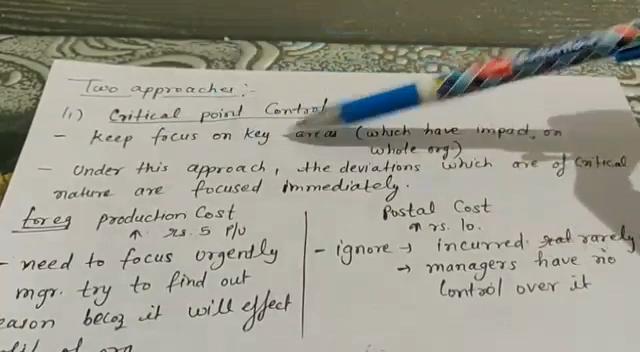 Two approaches:-
(1) Critical point Control
- Keep focus on key areas (which have impact on
whole org)
- Under this approach, the deviations which are of Critical
nature are focused immediately.
for eg production Cost
↑ rs. 5 P/U
- need to focus urgently
mgr. try to find out
eason becoz it will effect
Postal Cost
↑ rs. 10.
- ignore → incurred rarely
→ managers have no
Control over it